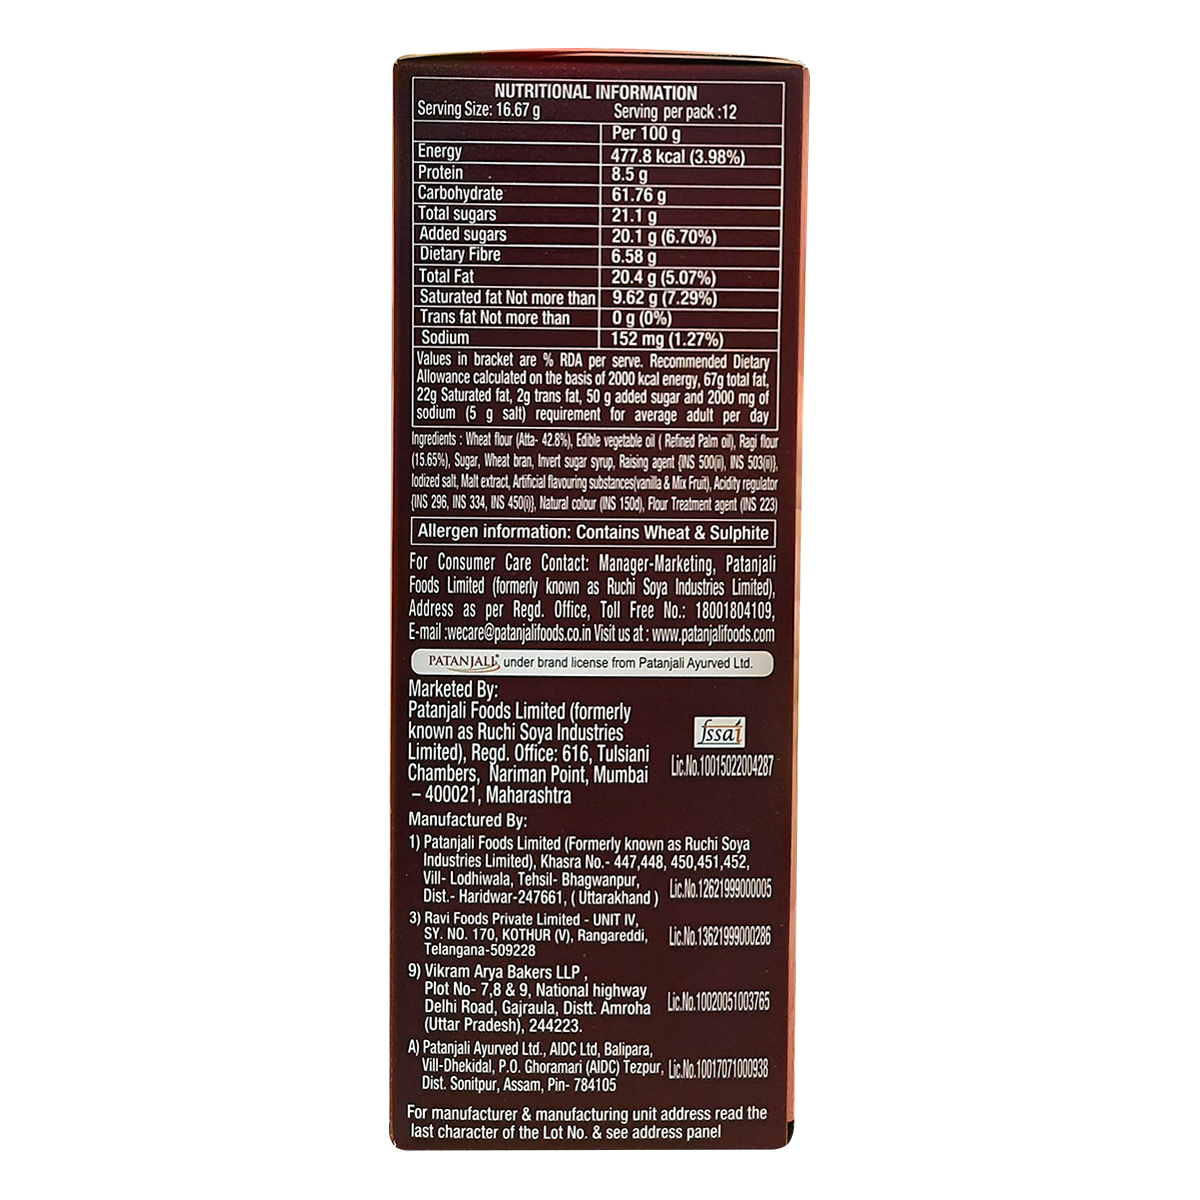 NUTRITIONAL INFORMATION
Serving Size: 16.67 g Serving per pack :12
Per 100 g
Energy 477.8 kcal (3.98%)
Protein 8.5 g
Carbohydrate 61.76 g
Total sugars 21.1 g
Added sugars 20.1 g (6.70%)
Dietary Fibre 6.58 g
Total Fat 20.4 g (5.07%)
Saturated fat Not more than 9.62 g (7.29%)
Trans fat Not more than 0 g (0%)
Sodium 152 mg (1.27%)
Values in bracket are % RDA per serve. Recommended Dietary
Allowance calculated on the basis of 2000 kcal energy, 67g total fat,
22g Saturated fat, 2g trans fat, 50 g added sugar and 2000 mg of
sodium (5 g salt) requirement for average adult per day
Ingredients : Wheat flour (Atta- 42.8%), Edible vegetable oil ( Refined Palm oil), Ragi flour
(15.65%), Sugar, Wheat bran, Invert sugar syrup, Raising agent {INS 500(ii), INS 503(ii)},
Iodized salt, Malt extract, Artificial flavouring substances(vanilla & Mix Fruit), Acidity regulator
{INS 296, INS 334, INS 450(i)}, Natural colour (INS 150d), Flour Treatment agent (INS 223)
Allergen information: Contains Wheat & Sulphite
For Consumer Care Contact: Manager-Marketing, Patanjali
Foods Limited (formerly known as Ruchi Soya Industries Limited),
Address as per Regd. Office, Toll Free No.: 18001804109,
E-mail :wecare@patanjalifoods.co.in Visit us at : www.patanjalifoods.com
PATANJALI® under brand license from Patanjali Ayurved Ltd.
Marketed By:
Patanjali Foods Limited (formerly
known as Ruchi Soya Industries
Limited), Regd. Office: 616, Tulsiani
Chambers, Nariman Point, Mumbai
– 400021, Maharashtra
fssai
Lic.No.10015022004287
Manufactured By:
1) Patanjali Foods Limited (Formerly known as Ruchi Soya
Industries Limited), Khasra No.- 447,448, 450,451,452,
Vill- Lodhiwala, Tehsil- Bhagwanpur,
Dist.- Haridwar-247661, ( Uttarakhand ) Lic.No.12621999000005
3) Ravi Foods Private Limited - UNIT IV,
SY. NO. 170, KOTHUR (V), Rangareddi, Lic.No.13621999000286
Telangana-509228
9) Vikram Arya Bakers LLP ,
Plot No- 7,8 & 9, National highway
Delhi Road, Gajraula, Distt. Amroha Lic.No.10020051003765
(Uttar Pradesh), 244223.
A) Patanjali Ayurved Ltd., AIDC Ltd, Balipara,
Vill-Dhekidal, P.O. Ghoramari (AIDC) Tezpur, Lic.No.10017071000938
Dist. Sonitpur, Assam, Pin- 784105
For manufacturer & manufacturing unit address read the
last character of the Lot No. & see address panel